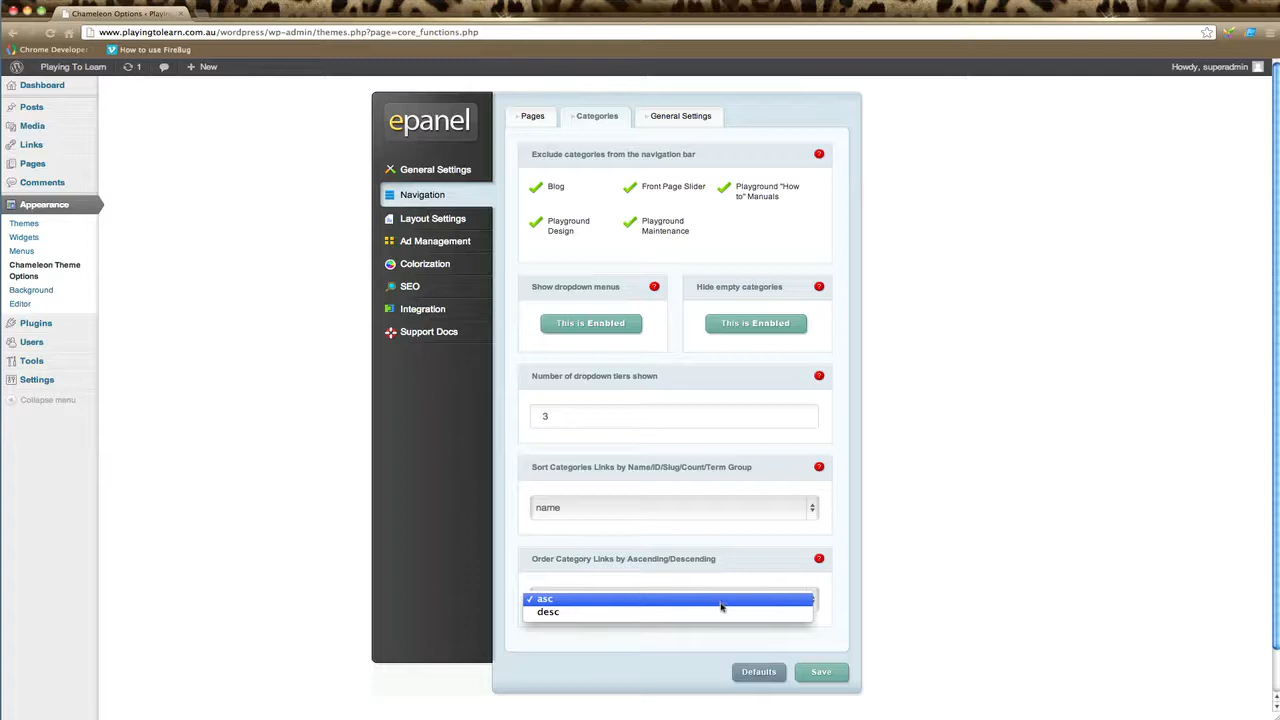 Chameleon Options - Playin
www.playingtolearn.com.au/wordpress/wp-admin/themes.php?page=core_functions.php
Chrome Develope
How to use FireBug
Playing To Learn
1
+ New
Howdy, superadmin
Dashboard
Posts
Media
Links
Pages
Comments
Appearance
Themes
Widgets
Menus
Chameleon Theme
Options
Background
Editor
Plugins
Users
Tools
Settings
Collapse menu
epanel
General Settings
Navigation
Layout Settings
Ad Management
Colorization
SEO
Integration
Support Docs
Pages
Categories
General Settings
Exclude categories from the navigation bar
?
Blog
Front Page Slider
Playground "How
to" Manuals
Playground
Design
Playground
Maintenance
Show dropdown menus
?
Hide empty categories
?
This is Enabled
This is Enabled
Number of dropdown tiers shown
?
3
Sort Categories Links by Name/ID/Slug/Count/Term Group
?
name
Order Category Links by Ascending/Descending
?
✓ asc
desc
Defaults
Save